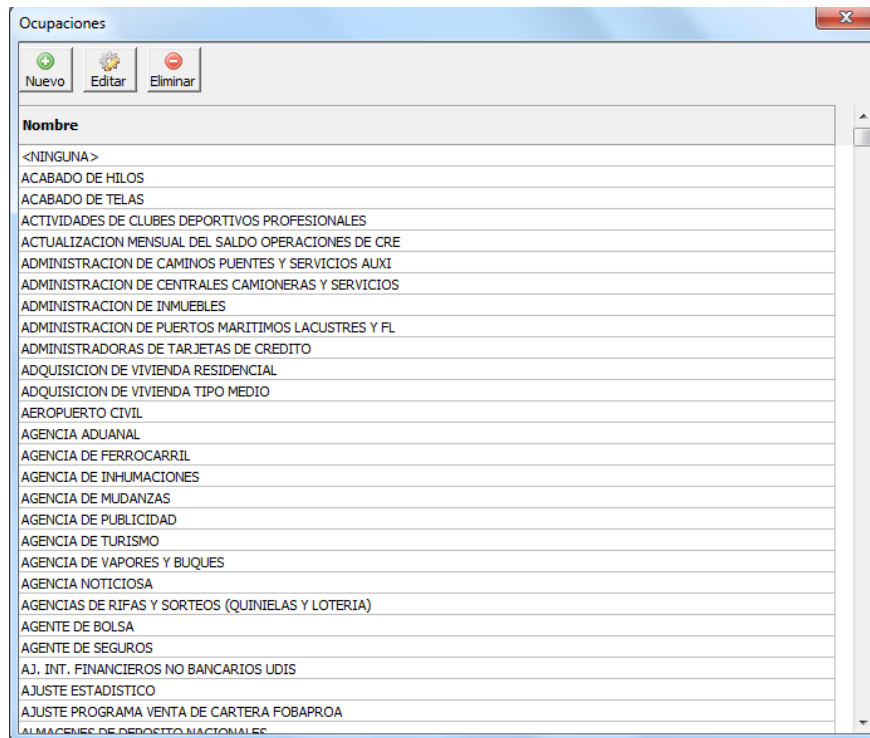 Ocupaciones
Nuevo Editar Eliminar
Nombre
<NINGUNA>
ACABADO DE HILOS
ACABADO DE TELAS
ACTIVIDADES DE CLUBES DEPORTIVOS PROFESIONALES
ACTUALIZACION MENSUAL DEL SALDO OPERACIONES DE CRE
ADMINISTRACION DE CAMINOS PUENTES Y SERVICIOS AUXI
ADMINISTRACION DE CENTRALES CAMIONERAS Y SERVICIOS
ADMINISTRACION DE INMUEBLES
ADMINISTRACION DE PUERTOS MARITIMOS LACUSTRES Y FL
ADMINISTRADORAS DE TARJETAS DE CREDITO
ADQUISICION DE VIVIENDA RESIDENCIAL
ADQUISICION DE VIVIENDA TIPO MEDIO
AEROPUERTO CIVIL
AGENCIA ADUANAL
AGENCIA DE FERROCARRIL
AGENCIA DE INHUMACIONES
AGENCIA DE MUDANZAS
AGENCIA DE PUBLICIDAD
AGENCIA DE TURISMO
AGENCIA DE VAPORES Y BUQUES
AGENCIA NOTICIOSA
AGENCIAS DE RIFAS Y SORTEOS (QUINIELAS Y LOTERIA)
AGENTE DE BOLSA
AGENTE DE SEGUROS
AJ. INT. FINANCIEROS NO BANCARIOS UDIS
AJUSTE ESTADISTICO
AJUSTE PROGRAMA VENTA DE CARTERA FOBAPROA
ALMACENES DE DEPOSITO NACIONALES